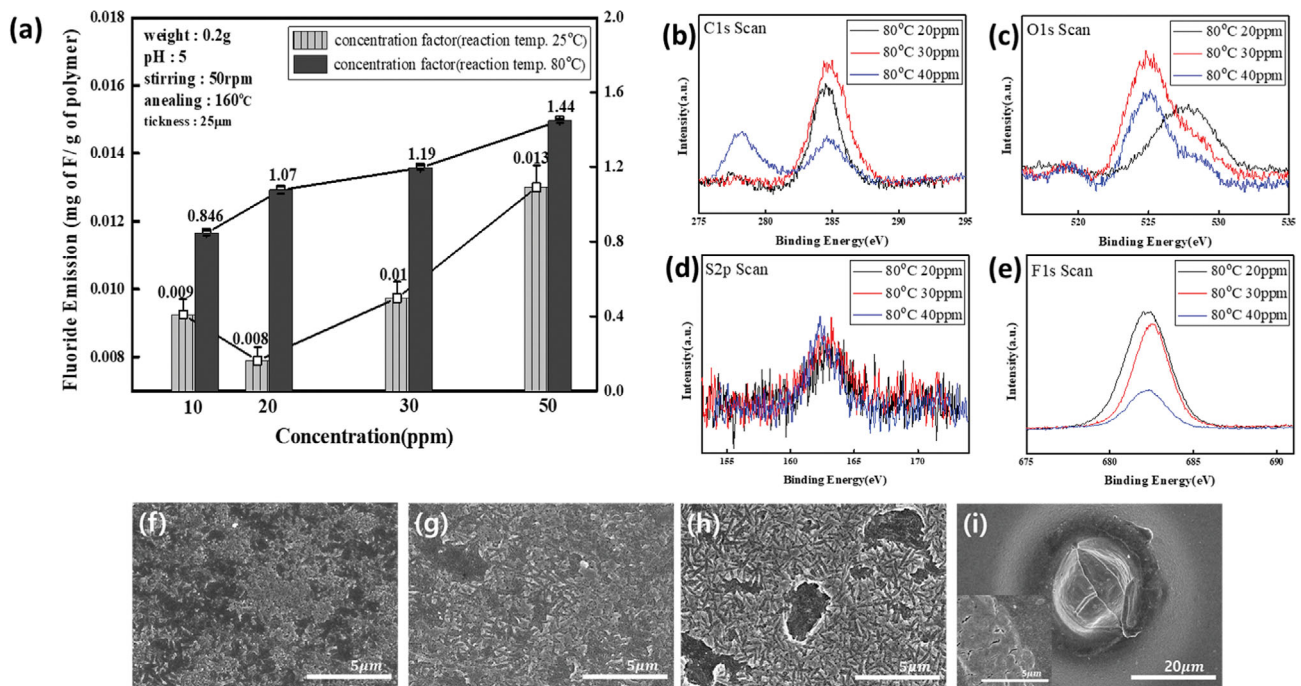 (a)
0.018
0.016
0.014
0.012
0.010
0.008
Fluoride Emission (mg of F/ g of polymer)
weight : 0.2g
pH : 5
stirring : 50rpm
anealing : 160°C
tickness : 25μm
concentration factor(reaction temp. 25°C)
concentration factor(reaction temp. 80°C)
2.0
1.6
1.2
0.8
0.4
0.0
0.009
0.846
0.008
1.07
0.01
1.19
0.013
1.44
10 20 30 50
Concentration(ppm)
(b)
C1s Scan
80°C 20ppm
80°C 30ppm
80°C 40ppm
Intensity(a.u.)
275 280 285 290 295
Binding Energy(eV)
(c)
O1s Scan
80°C 20ppm
80°C 30ppm
80°C 40ppm
Intensity(a.u.)
520 525 530 535
Binding Energy(eV)
(d)
S2p Scan
80°C 20ppm
80°C 30ppm
80°C 40ppm
Intensity(a.u.)
155 160 165 170
Binding Energy(eV)
(e)
F1s Scan
80°C 20ppm
80°C 30ppm
80°C 40ppm
Intensity(a.u.)
675 680 685 690
Binding Energy(eV)
(f)
5μm
(g)
5μm
(h)
5μm
(i)
5μm
20μm